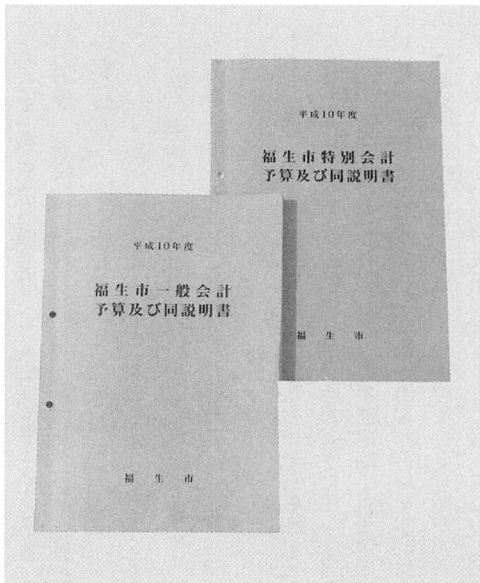 平成10年度
福生市特別会計
予算及び同説明書
福生市
平成10年度
福生市一般会計
予算及び同説明書
福生市